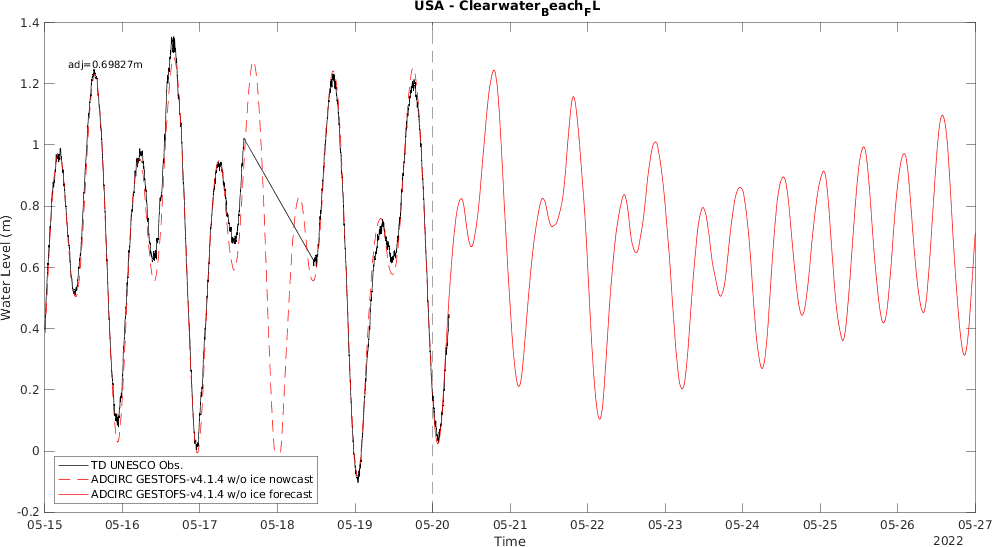 USA - Clearwater_Beach_FL
adj=0.69827m
Water Level (m)
1.4
1.2
1
0.8
0.6
0.4
0.2
0
-0.2
TD UNESCO Obs.
ADCIRC GESTOFS-v4.1.4 w/o ice nowcast
ADCIRC GESTOFS-v4.1.4 w/o ice forecast
05-15 05-16 05-17 05-18 05-19 05-20 05-21 05-22 05-23 05-24 05-25 05-26 05-27
Time
2022